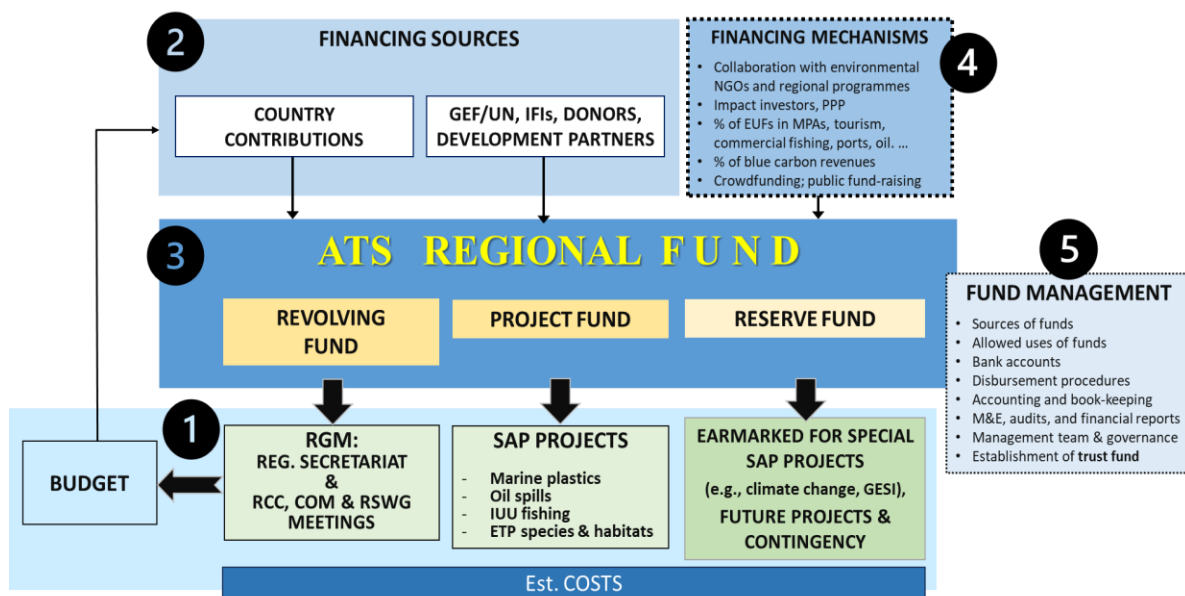 2
FINANCING SOURCES
COUNTRY
CONTRIBUTIONS
GEF/UN, IFIs, DONORS,
DEVELOPMENT PARTNERS
FINANCING MECHANISMS
4
• Collaboration with environmental
NGOs and regional programmes
• Impact investors, PPP
• % of EUFs in MPAs, tourism,
commercial fishing, ports, oil. …
• % of blue carbon revenues
• Crowdfunding; public fund-raising
3
ATS REGIONAL FUND
REVOLVING
FUND
PROJECT FUND
RESERVE FUND
5
FUND MANAGEMENT
• Sources of funds
• Allowed uses of funds
• Bank accounts
• Disbursement procedures
• Accounting and book-keeping
• M&E, audits, and financial reports
• Management team & governance
• Establishment of trust fund
1
BUDGET
RGM:
REG. SECRETARIAT
&
RCC, COM & RSWG
MEETINGS
SAP PROJECTS
- Marine plastics
- Oil spills
- IUU fishing
- ETP species & habitats
EARMARKED FOR SPECIAL
SAP PROJECTS
(e.g., climate change, GESI),
FUTURE PROJECTS &
CONTINGENCY
Est. COSTS